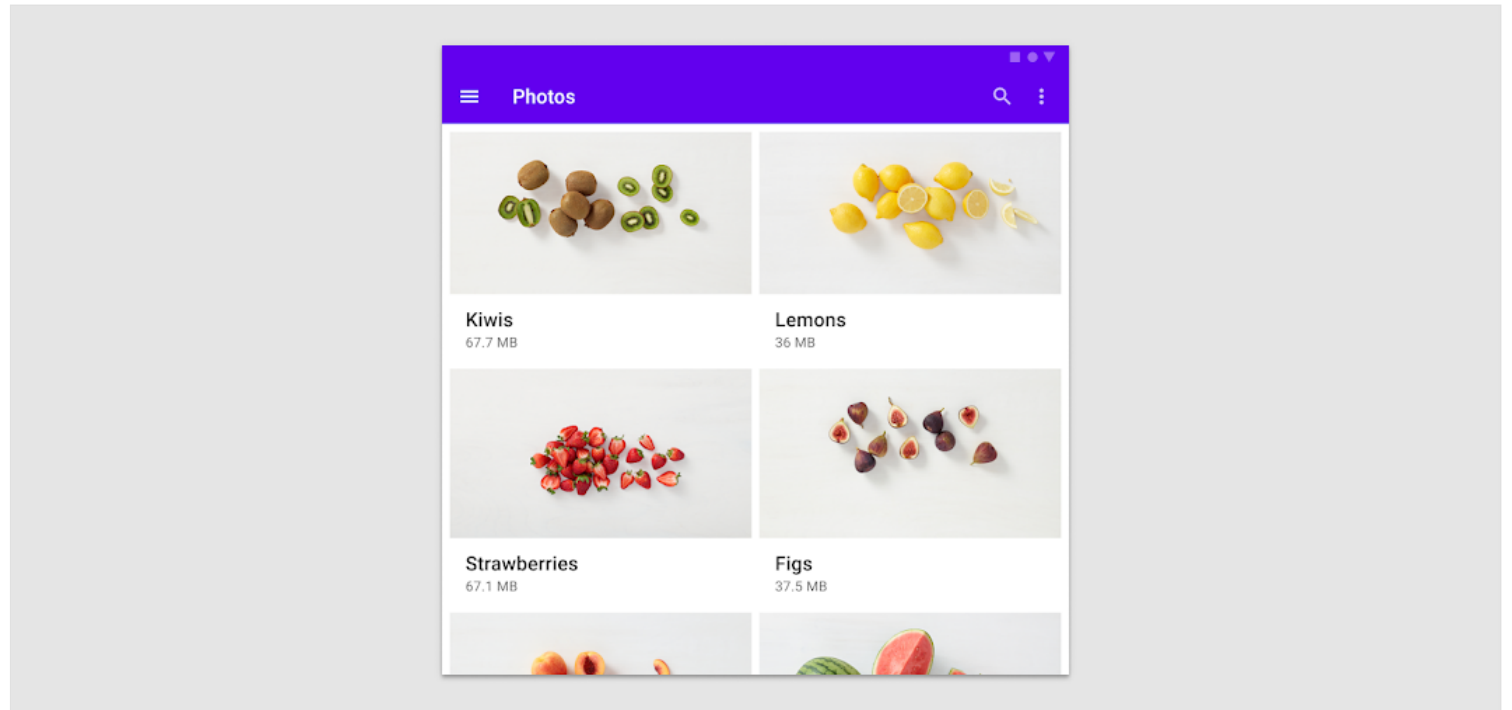 Photos
Kiwis
67.7 MB
Lemons
36 MB
Strawberries
67.1 MB
Figs
37.5 MB